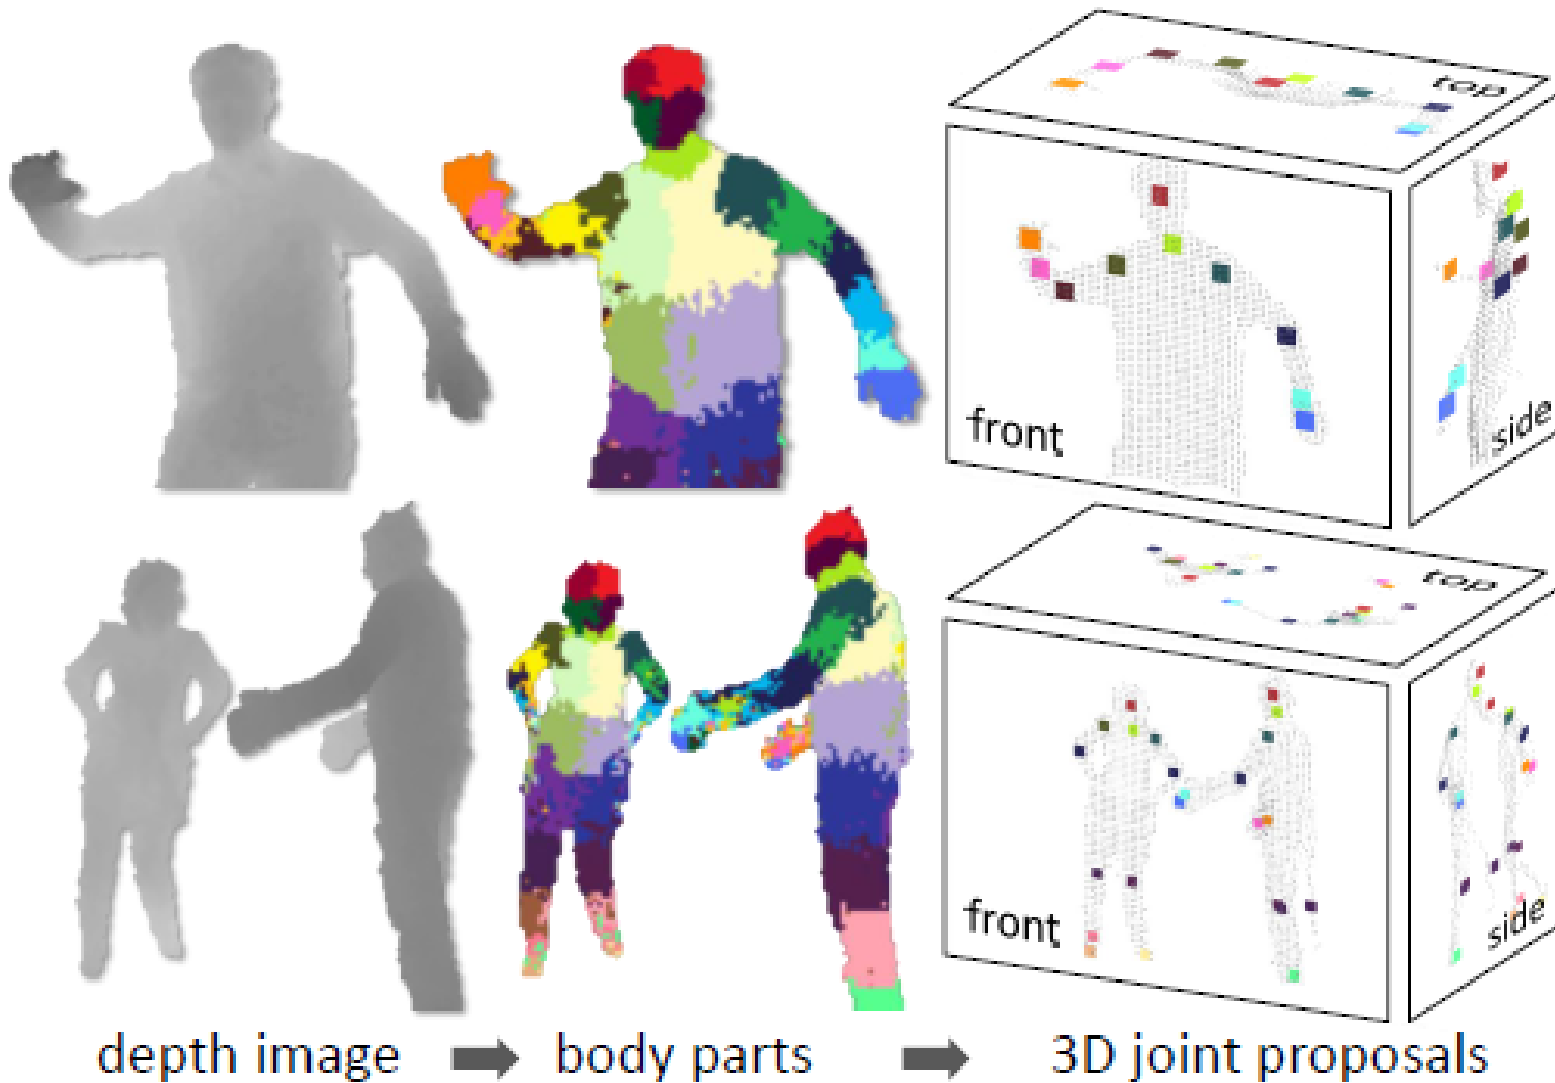 top
front
side
top
front
side
depth image
body parts
3D joint proposals